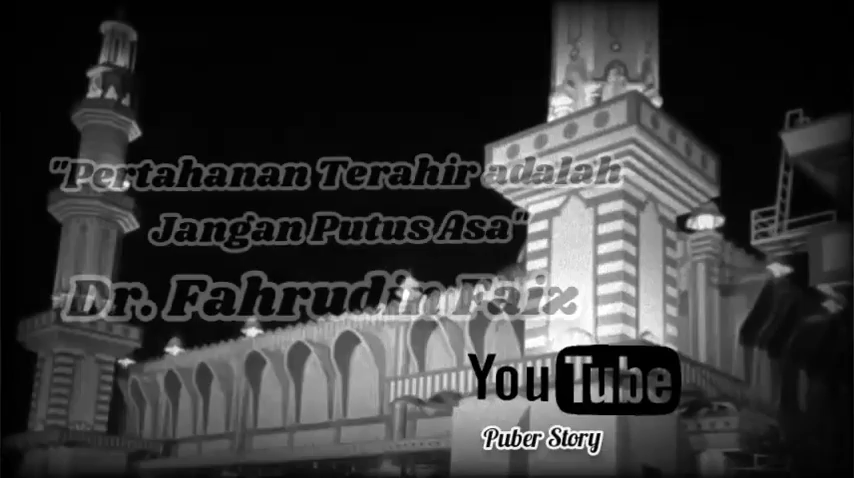 "Pertahanan Terahir adalah
Jangan Putus Asa"
Dr. Fahrudin Faiz
YouTube
Puber Story